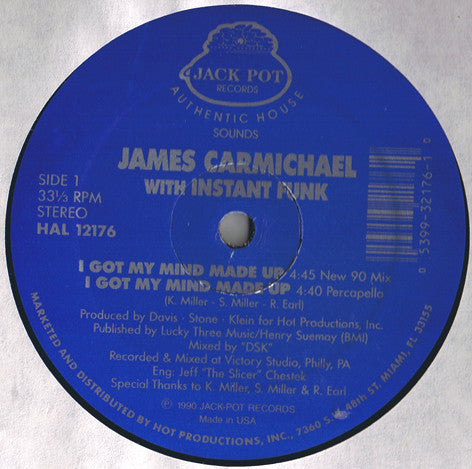 JACK POT
RECORDS
AUTHENTIC HOUSE
SOUNDS
JAMES CARMICHAEL
WITH INSTANT FUNK
SIDE 1
33⅓ RPM
STEREO
HAL 12176
0 5399-32176-1 0
I GOT MY MIND MADE UP 4:45 New 90 Mix
I GOT MY MIND MADE UP 4:40 Percapella
(K. Miller - S. Miller - R. Earl)
Produced by Davis - Stone - Klein for Hot Productions, Inc.
Published by Lucky Three Music/Henry Suemay (BMI)
Mixed by "DSK"
Recorded & Mixed at Victory Studio, Philly, PA
Eng: Jeff "The Slicer" Chestek
Special Thanks to K. Miller, S. Miller & R. Earl
℗ © 1990 JACK-POT RECORDS
Made in USA
MARKETED AND DISTRIBUTED BY HOT PRODUCTIONS, INC., 7360 S.W. 48th ST. MIAMI, FL 33155